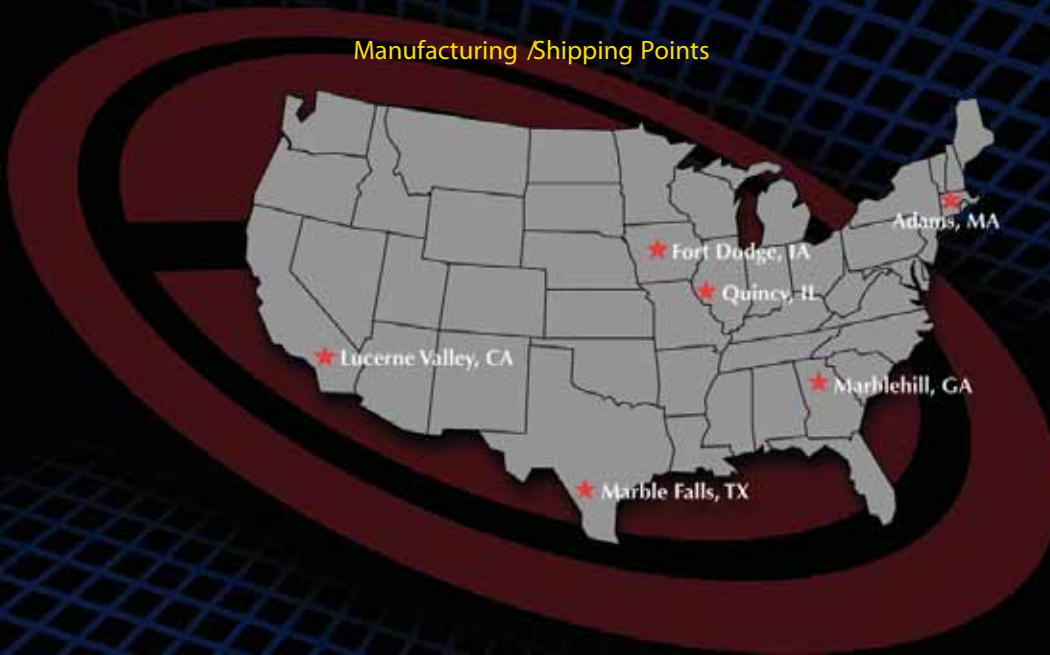 Manufacturing /Shipping Points
Adams, MA
Fort Dodge, IA
Quincy, IL
Lucerne Valley, CA
Marblehill, GA
Marble Falls, TX